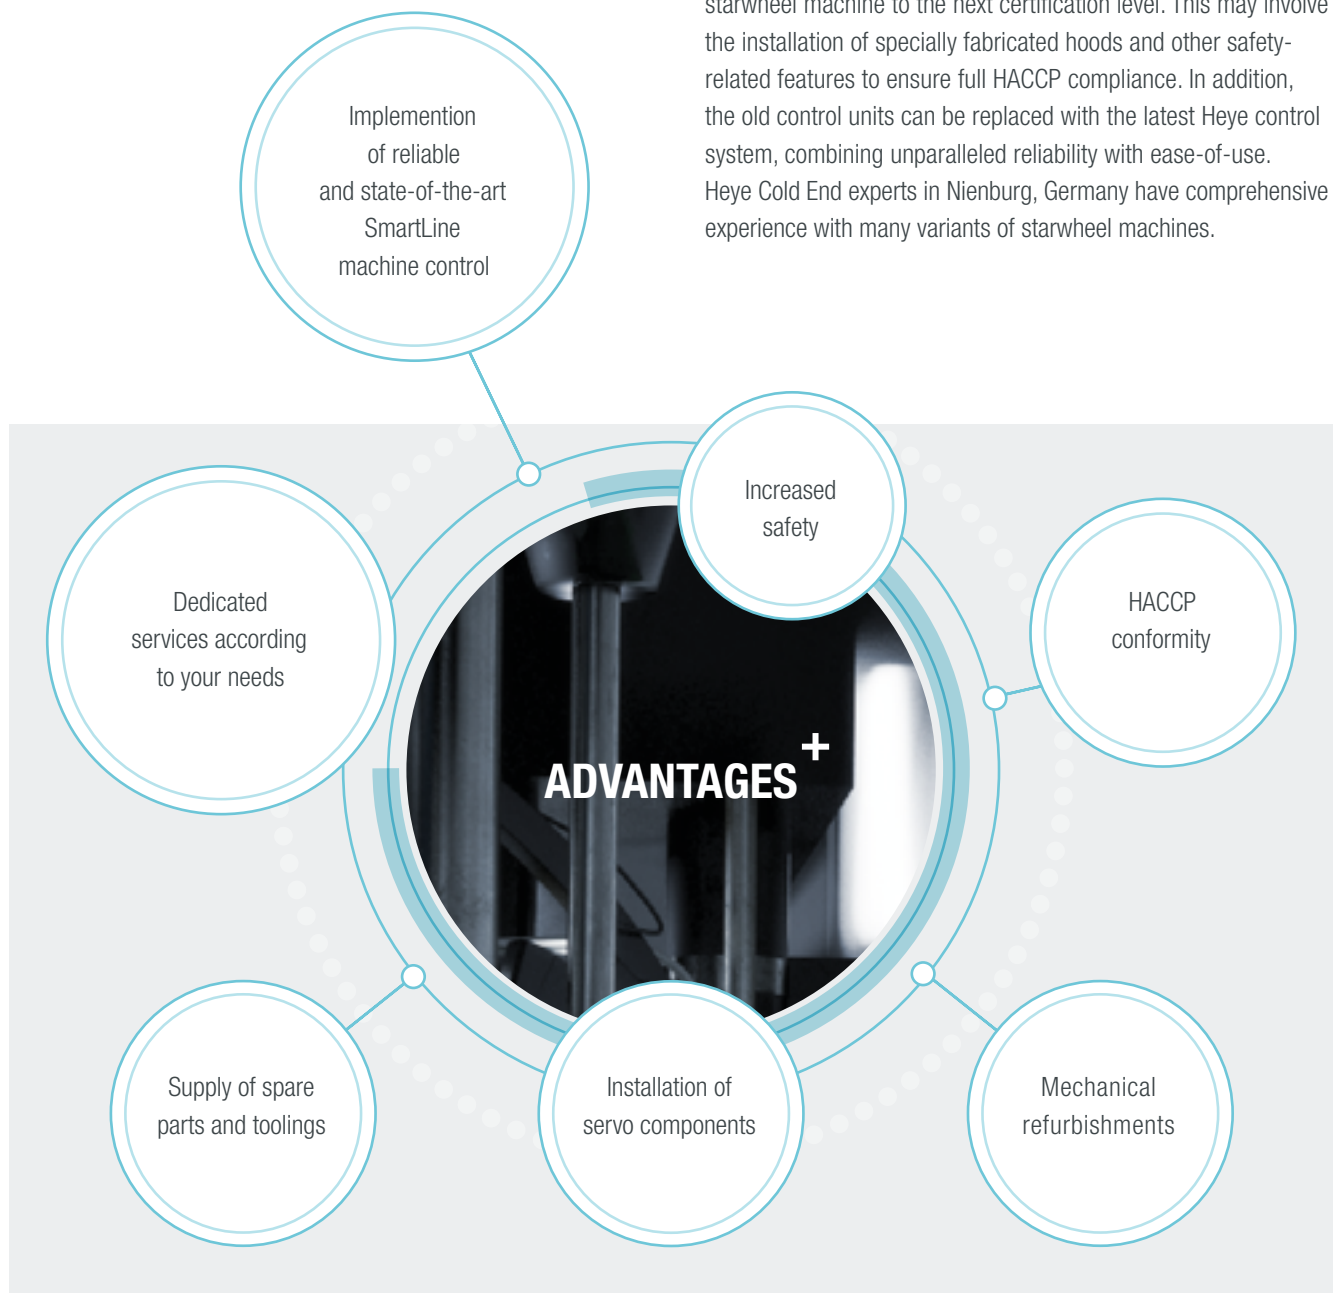 starwheel machine to the next certification level. This may involve
the installation of specially fabricated hoods and other safety-
related features to ensure full HACCP compliance. In addition,
the old control units can be replaced with the latest Heye control
system, combining unparalleled reliability with ease-of-use.
Heye Cold End experts in Nienburg, Germany have comprehensive
experience with many variants of starwheel machines.
Implemention
of reliable
and state-of-the-art
SmartLine
machine control
Increased
safety
HACCP
conformity
Dedicated
services according
to your needs
ADVANTAGES+
Supply of spare
parts and toolings
Installation of
servo components
Mechanical
refurbishments